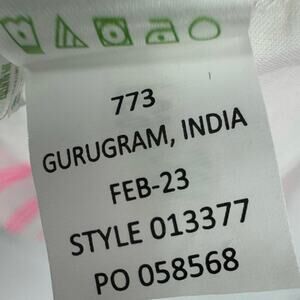 773
GURUGRAM, INDIA
FEB-23
STYLE 013377
PO 058568